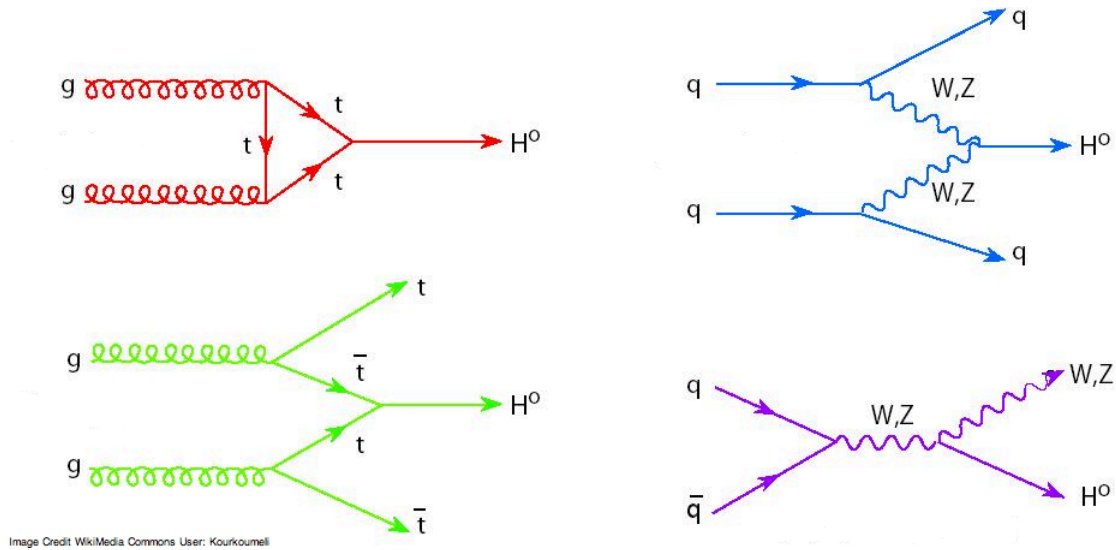 g
t
t
t
g
H⁰
q
q
W,Z
H⁰
W,Z
q
q
t
g
t̅
H⁰
t
g
t̅
q
W,Z
W,Z
q̅
H⁰
Image Credit WikiMedia Commons User: Kourkoumeli